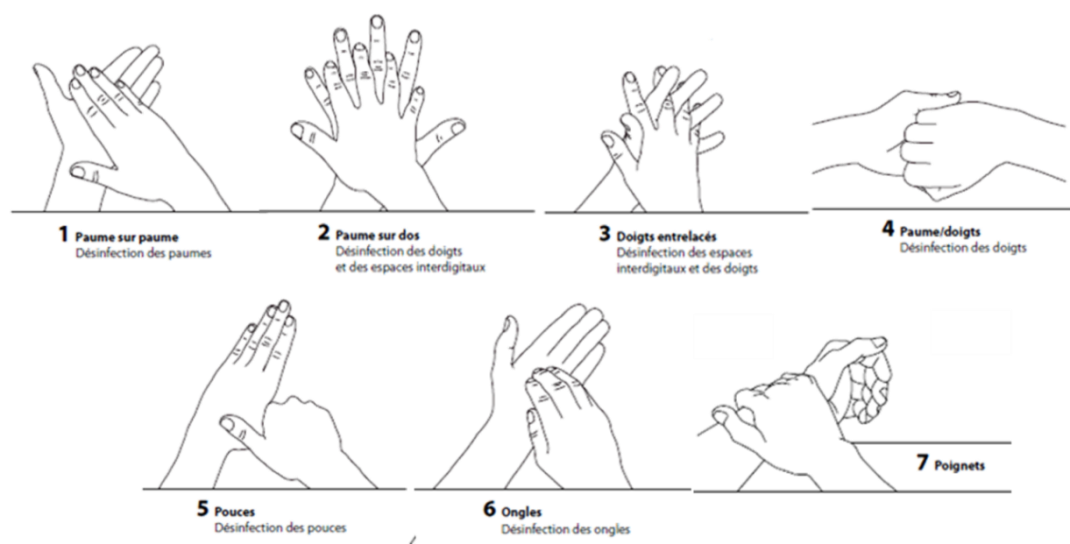 1 Paume sur paume
Désinfection des paumes
2 Paume sur dos
Désinfection des doigts
et des espaces interdigitaux
3 Doigts entrelacés
Désinfection des espaces
interdigitaux et des doigts
4 Paume/doigts
Désinfection des doigts
5 Pouces
Désinfection des pouces
6 Ongles
Désinfection des ongles
7 Poignets